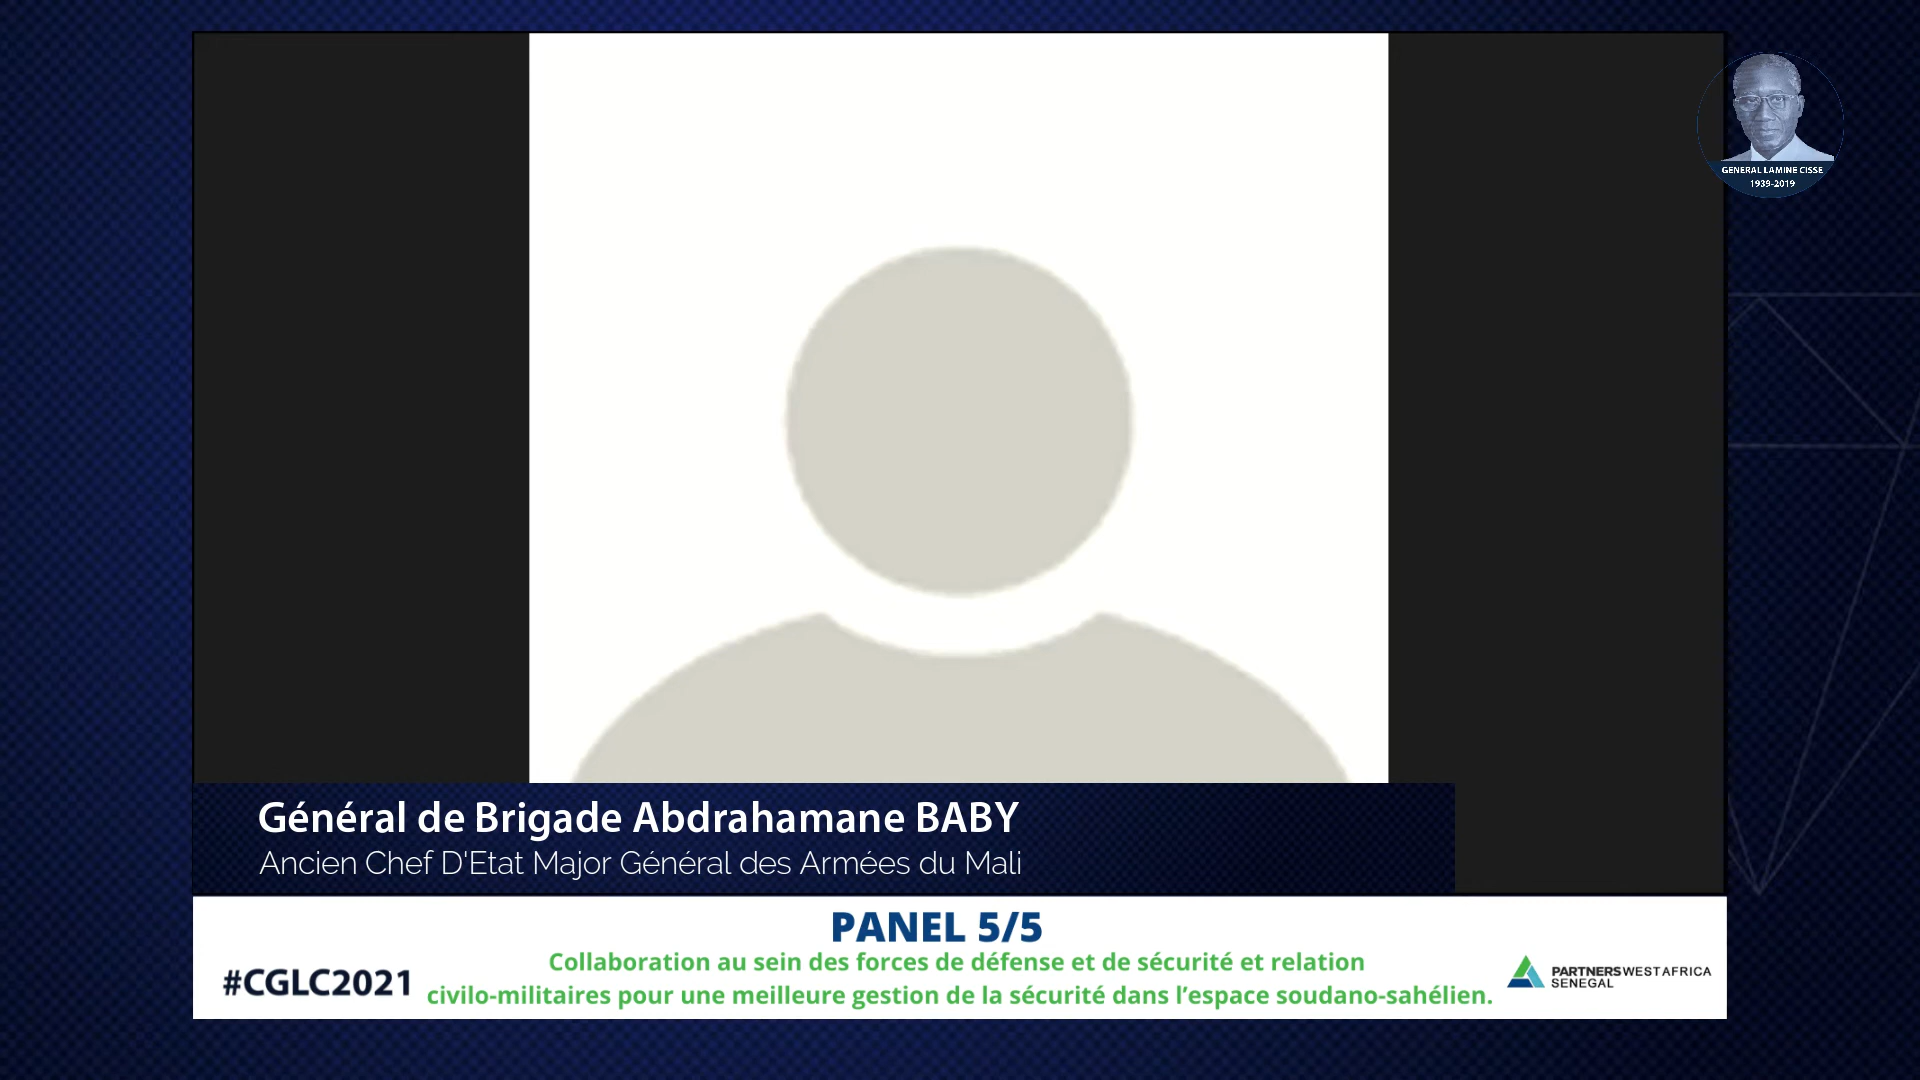 GENERAL LAMINE CISSE
1939-2019
Général de Brigade Abdrahamane BABY
Ancien Chef D'Etat Major Général des Armées du Mali
PANEL 5/5
Collaboration au sein des forces de défense et de sécurité et relation
civilo-militaires pour une meilleure gestion de la sécurité dans l’espace soudano-sahélien.
#CGLC2021
PARTNERS WEST AFRICA
SENEGAL